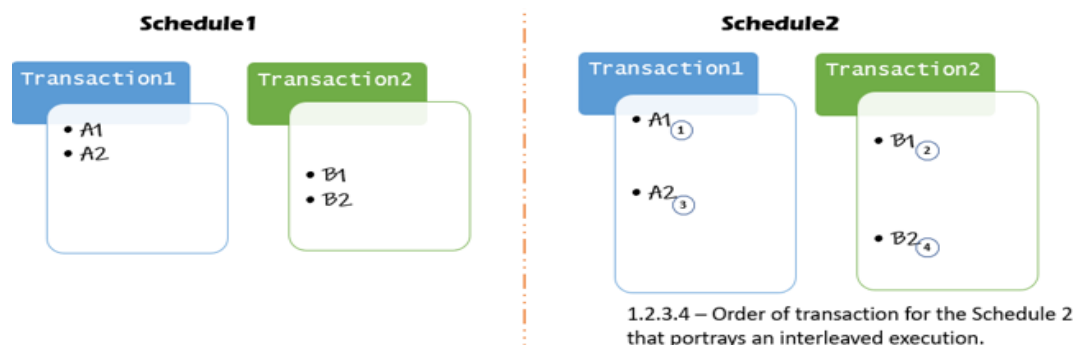 Schedule1
Transaction1
Transaction2
• A1
• A2
• B1
• B2
Schedule2
Transaction1
Transaction2
• A1 1
• B1 2
• A2 3
• B2 4
1.2.3.4 – Order of transaction for the Schedule 2
that portrays an interleaved execution.